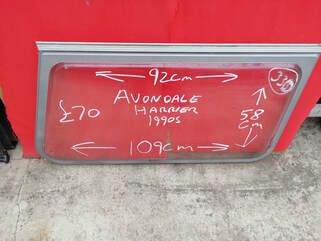 92cm
330
£70
AVONDALE
HARRIER
1990S
58
cm
109cm